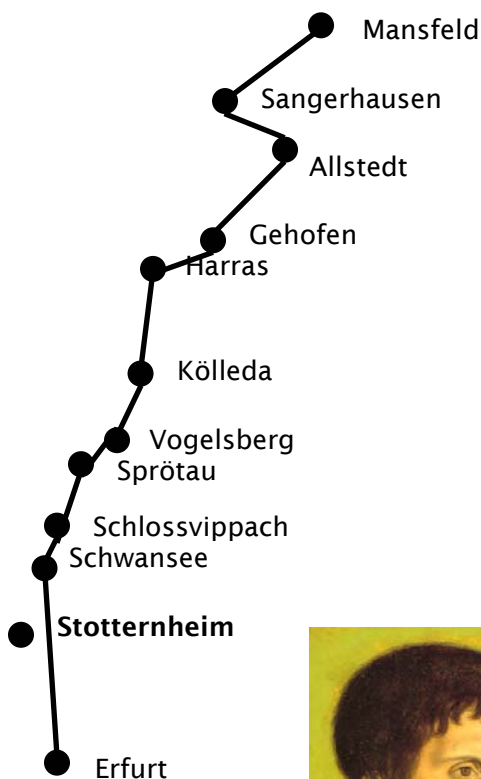 Mansfeld
Sangerhausen
Allstedt
Gehofen
Harras
Kölleda
Vogelsberg
Sprötau
Schlossvippach
Schwansee
Stotternheim
Erfurt